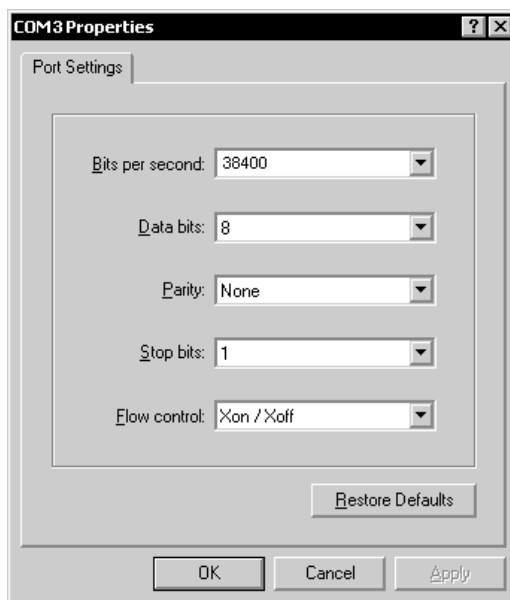 COM3 Properties
Port Settings
Bits per second: 38400
Data bits: 8
Parity: None
Stop bits: 1
Flow control: Xon / Xoff
Restore Defaults
OK Cancel Apply